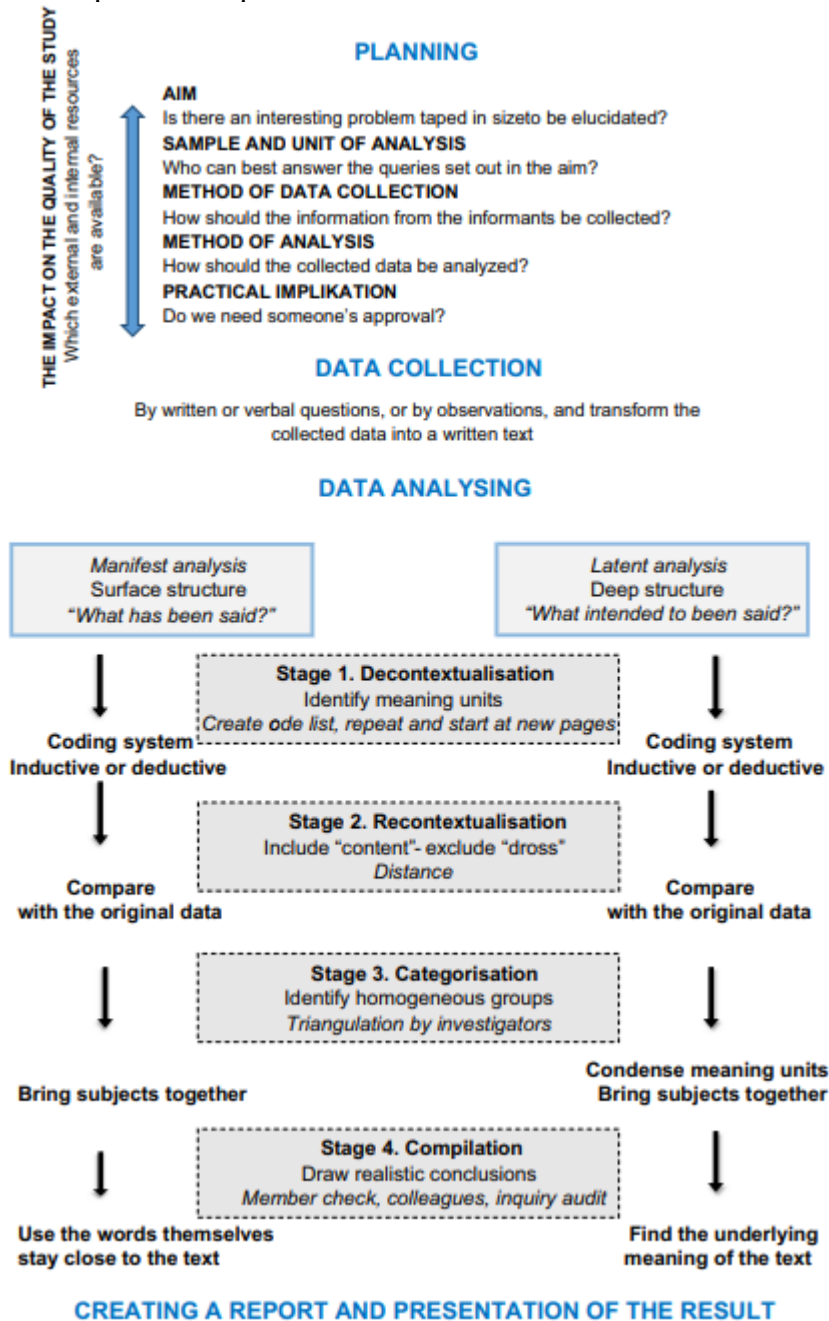 PLANNING
THE IMPACT ON THE QUALITY OF THE STUDY
Which external and internal resources
are available?
AIM
Is there an interesting problem taped in sizeto be elucidated?
SAMPLE AND UNIT OF ANALYSIS
Who can best answer the queries set out in the aim?
METHOD OF DATA COLLECTION
How should the information from the informants be collected?
METHOD OF ANALYSIS
How should the collected data be analyzed?
PRACTICAL IMPLIKATION
Do we need someone's approval?
DATA COLLECTION
By written or verbal questions, or by observations, and transform the
collected data into a written text
DATA ANALYSING
Manifest analysis
Surface structure
"What has been said?"
Latent analysis
Deep structure
"What intended to been said?"
Stage 1. Decontextualisation
Identify meaning units
Create ode list, repeat and start at new pages
Coding system
Inductive or deductive
Coding system
Inductive or deductive
Stage 2. Recontextualisation
Include "content"- exclude "dross"
Distance
Compare
with the original data
Compare
with the original data
Stage 3. Categorisation
Identify homogeneous groups
Triangulation by investigators
Bring subjects together
Condense meaning units
Bring subjects together
Stage 4. Compilation
Draw realistic conclusions
Member check, colleagues, inquiry audit
Use the words themselves
stay close to the text
Find the underlying
meaning of the text
CREATING A REPORT AND PRESENTATION OF THE RESULT